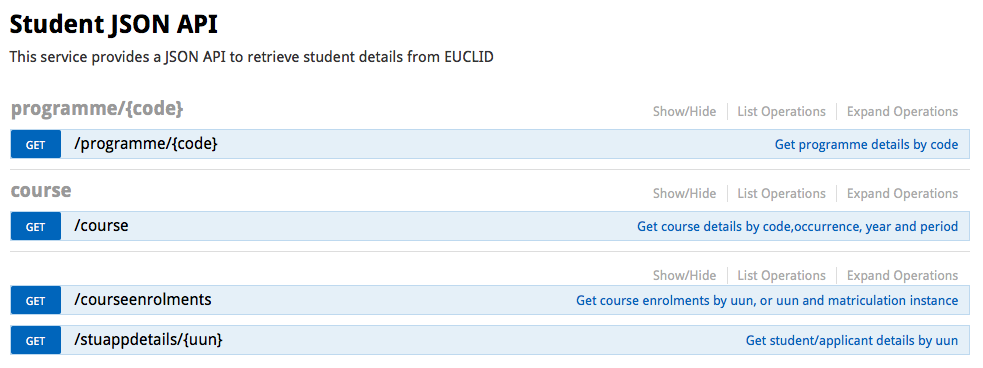 Student JSON API
This service provides a JSON API to retrieve student details from EUCLID
programme/{code} Show/Hide List Operations Expand Operations
GET /programme/{code} Get programme details by code
course Show/Hide List Operations Expand Operations
GET /course Get course details by code,occurrence, year and period
Show/Hide List Operations Expand Operations
GET /courseenrolments Get course enrolments by uun, or uun and matriculation instance
GET /stuappdetails/{uun} Get student/applicant details by uun